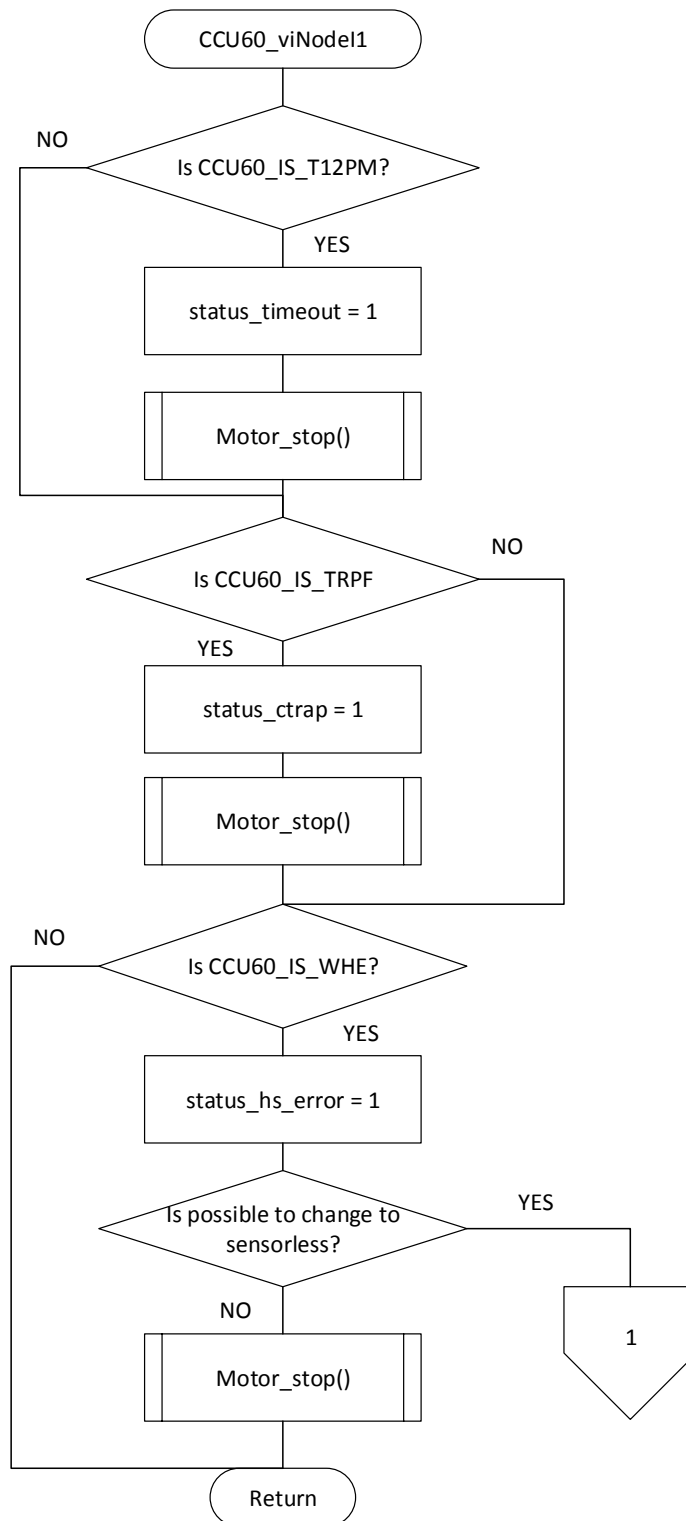 CCU60_viNodeI1
NO
Is CCU60_IS_T12PM?
YES
status_timeout = 1
Motor_stop()
NO
Is CCU60_IS_TRPF
YES
status_ctrap = 1
Motor_stop()
NO
Is CCU60_IS_WHE?
YES
status_hs_error = 1
YES
Is possible to change to
sensorless?
NO
1
Motor_stop()
Return